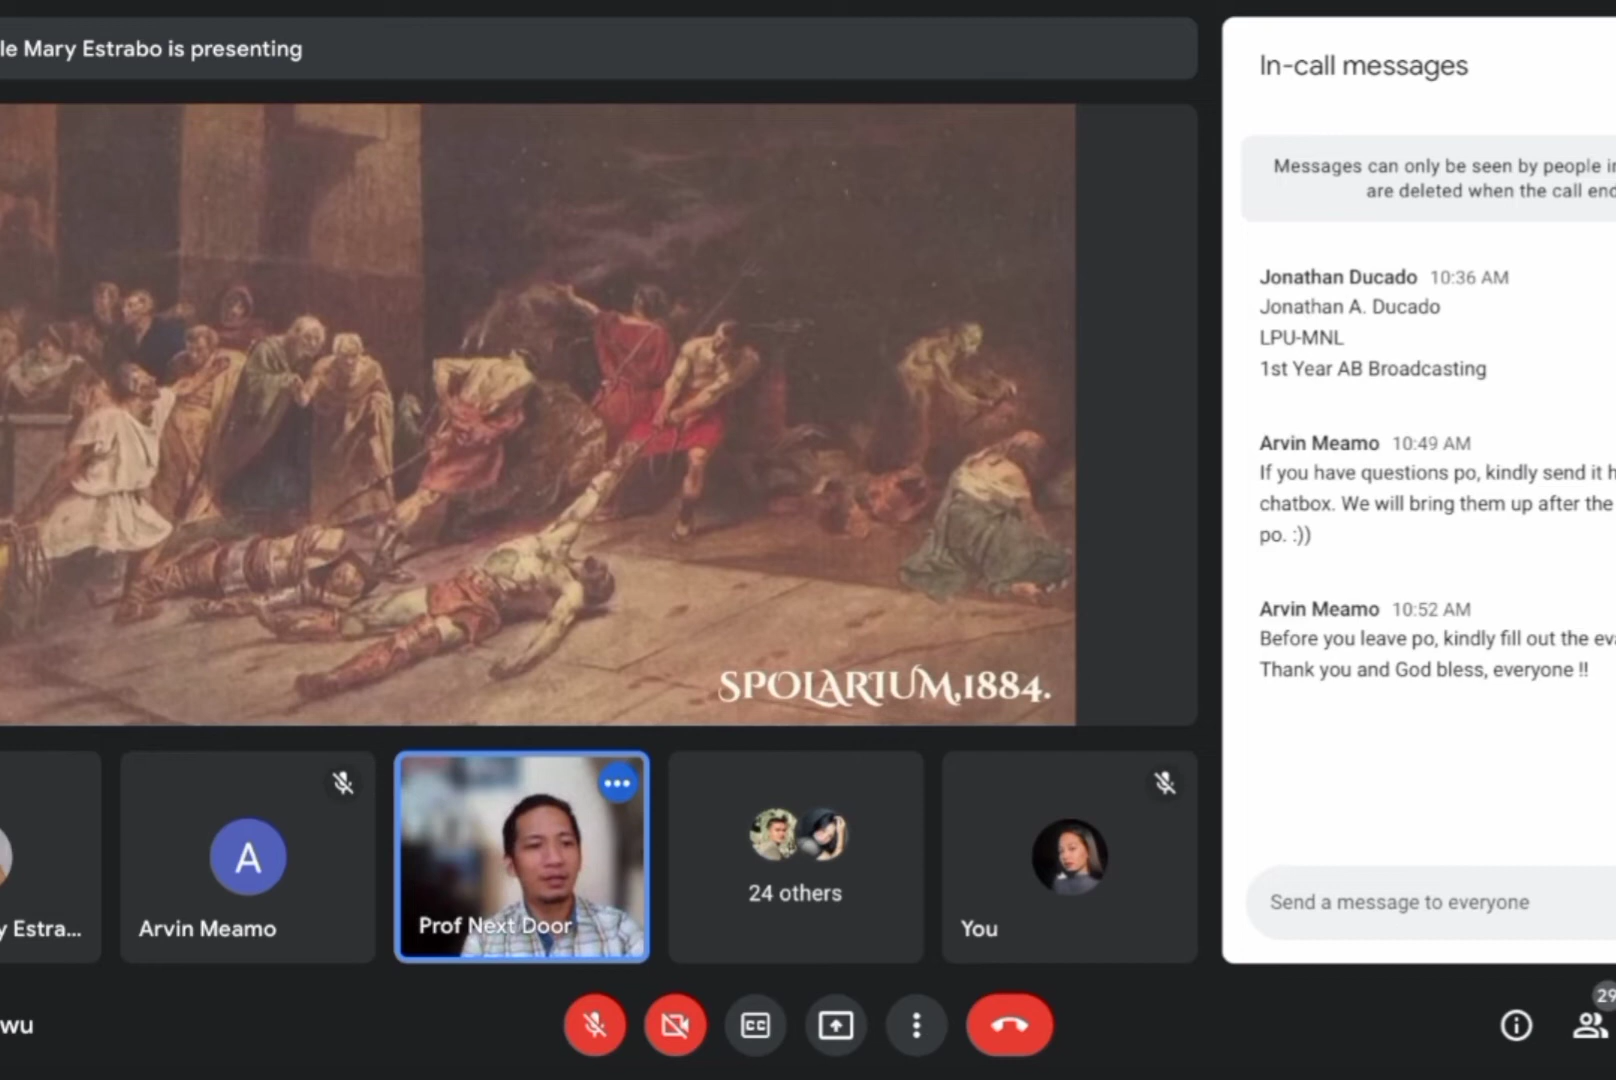 le Mary Estrabo is presenting
SPOLARIUM,1884.
y Estra...
Arvin Meamo
A
Prof Next Door
24 others
You
wu
In-call messages
Messages can only be seen by people in
are deleted when the call end
Jonathan Ducado 10:36 AM
Jonathan A. Ducado
LPU-MNL
1st Year AB Broadcasting
Arvin Meamo 10:49 AM
If you have questions po, kindly send it h
chatbox. We will bring them up after the
po. :))
Arvin Meamo 10:52 AM
Before you leave po, kindly fill out the eva
Thank you and God bless, everyone !!
Send a message to everyone
CC
29